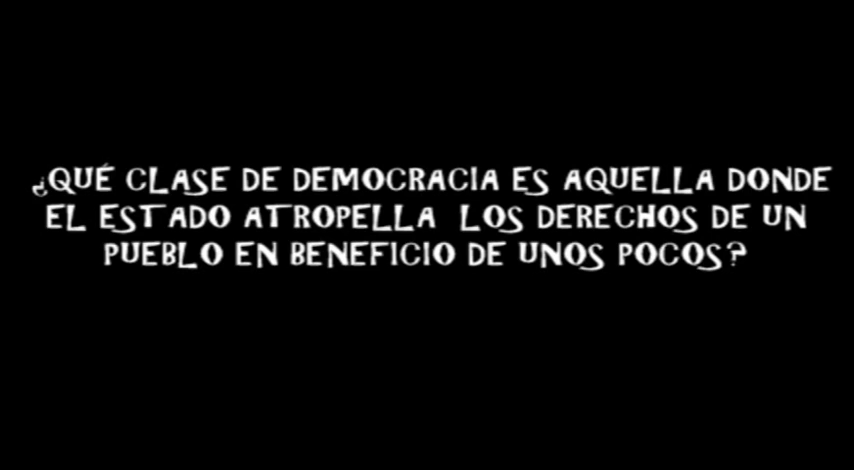 ¿QUÉ CLASE DE DEMOCRACIA ES AQUELLA DONDE
EL ESTADO ATROPELLA LOS DERECHOS DE UN
PUEBLO EN BENEFICIO DE UNOS POCOS?